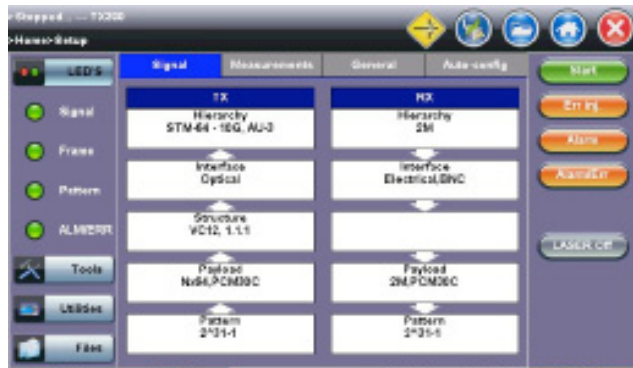 Stopped... --- TX300
>Home>Setup
LED'S
Signal
Frame
Pattern
ALM/ERR
Tools
Utilities
Files
Signal Measurements General Auto-config
TX
Hierarchy
STM-64 - 10G, AU-3
Interface
Optical
Structure
VC12, 1.1.1
Payload
Nx64,PCM30C
Pattern
2^31-1
RX
Hierarchy
2M
Interface
Electrical,BNC
Payload
2M,PCM30C
Pattern
2^31-1
Start
Err inj.
Alarm
Alarm/Err
LASER Off